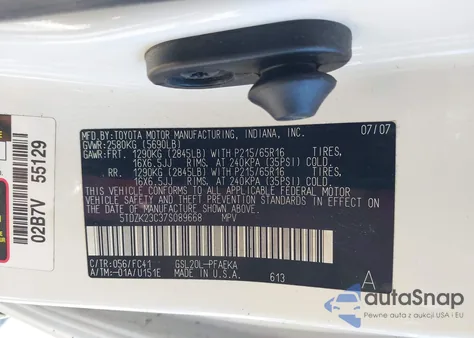 MFD.BY:TOYOTA MOTOR MANUFACTURING, INDIANA, INC. 07/07
GVWR:2580KG (5690LB)
GAWR:FRT. 1290KG (2845LB) WITH P215/65R16 TIRES,
16X6.5JJ RIMS, AT 240KPA (35PSI) COLD.
RR. 1290KG (2845LB) WITH P215/65R16 TIRES,
16X6.5JJ RIMS, AT 240KPA (35PSI) COLD.
THIS VEHICLE CONFORMS TO ALL APPLICABLE FEDERAL MOTOR
VEHICLE SAFETY AND BUMPER STANDARDS IN EFFECT ON
THE DATE OF MANUFACTURE SHOWN ABOVE.
5TDZK23C37S089668 MPV
C/TR:056/FC41 GSL20L-PFAEKA A
A/TM:-01A/U151E MADE IN U.S.A. 613
02B7V 55129
autoSnap
Pewne auta z aukcji USA i EU